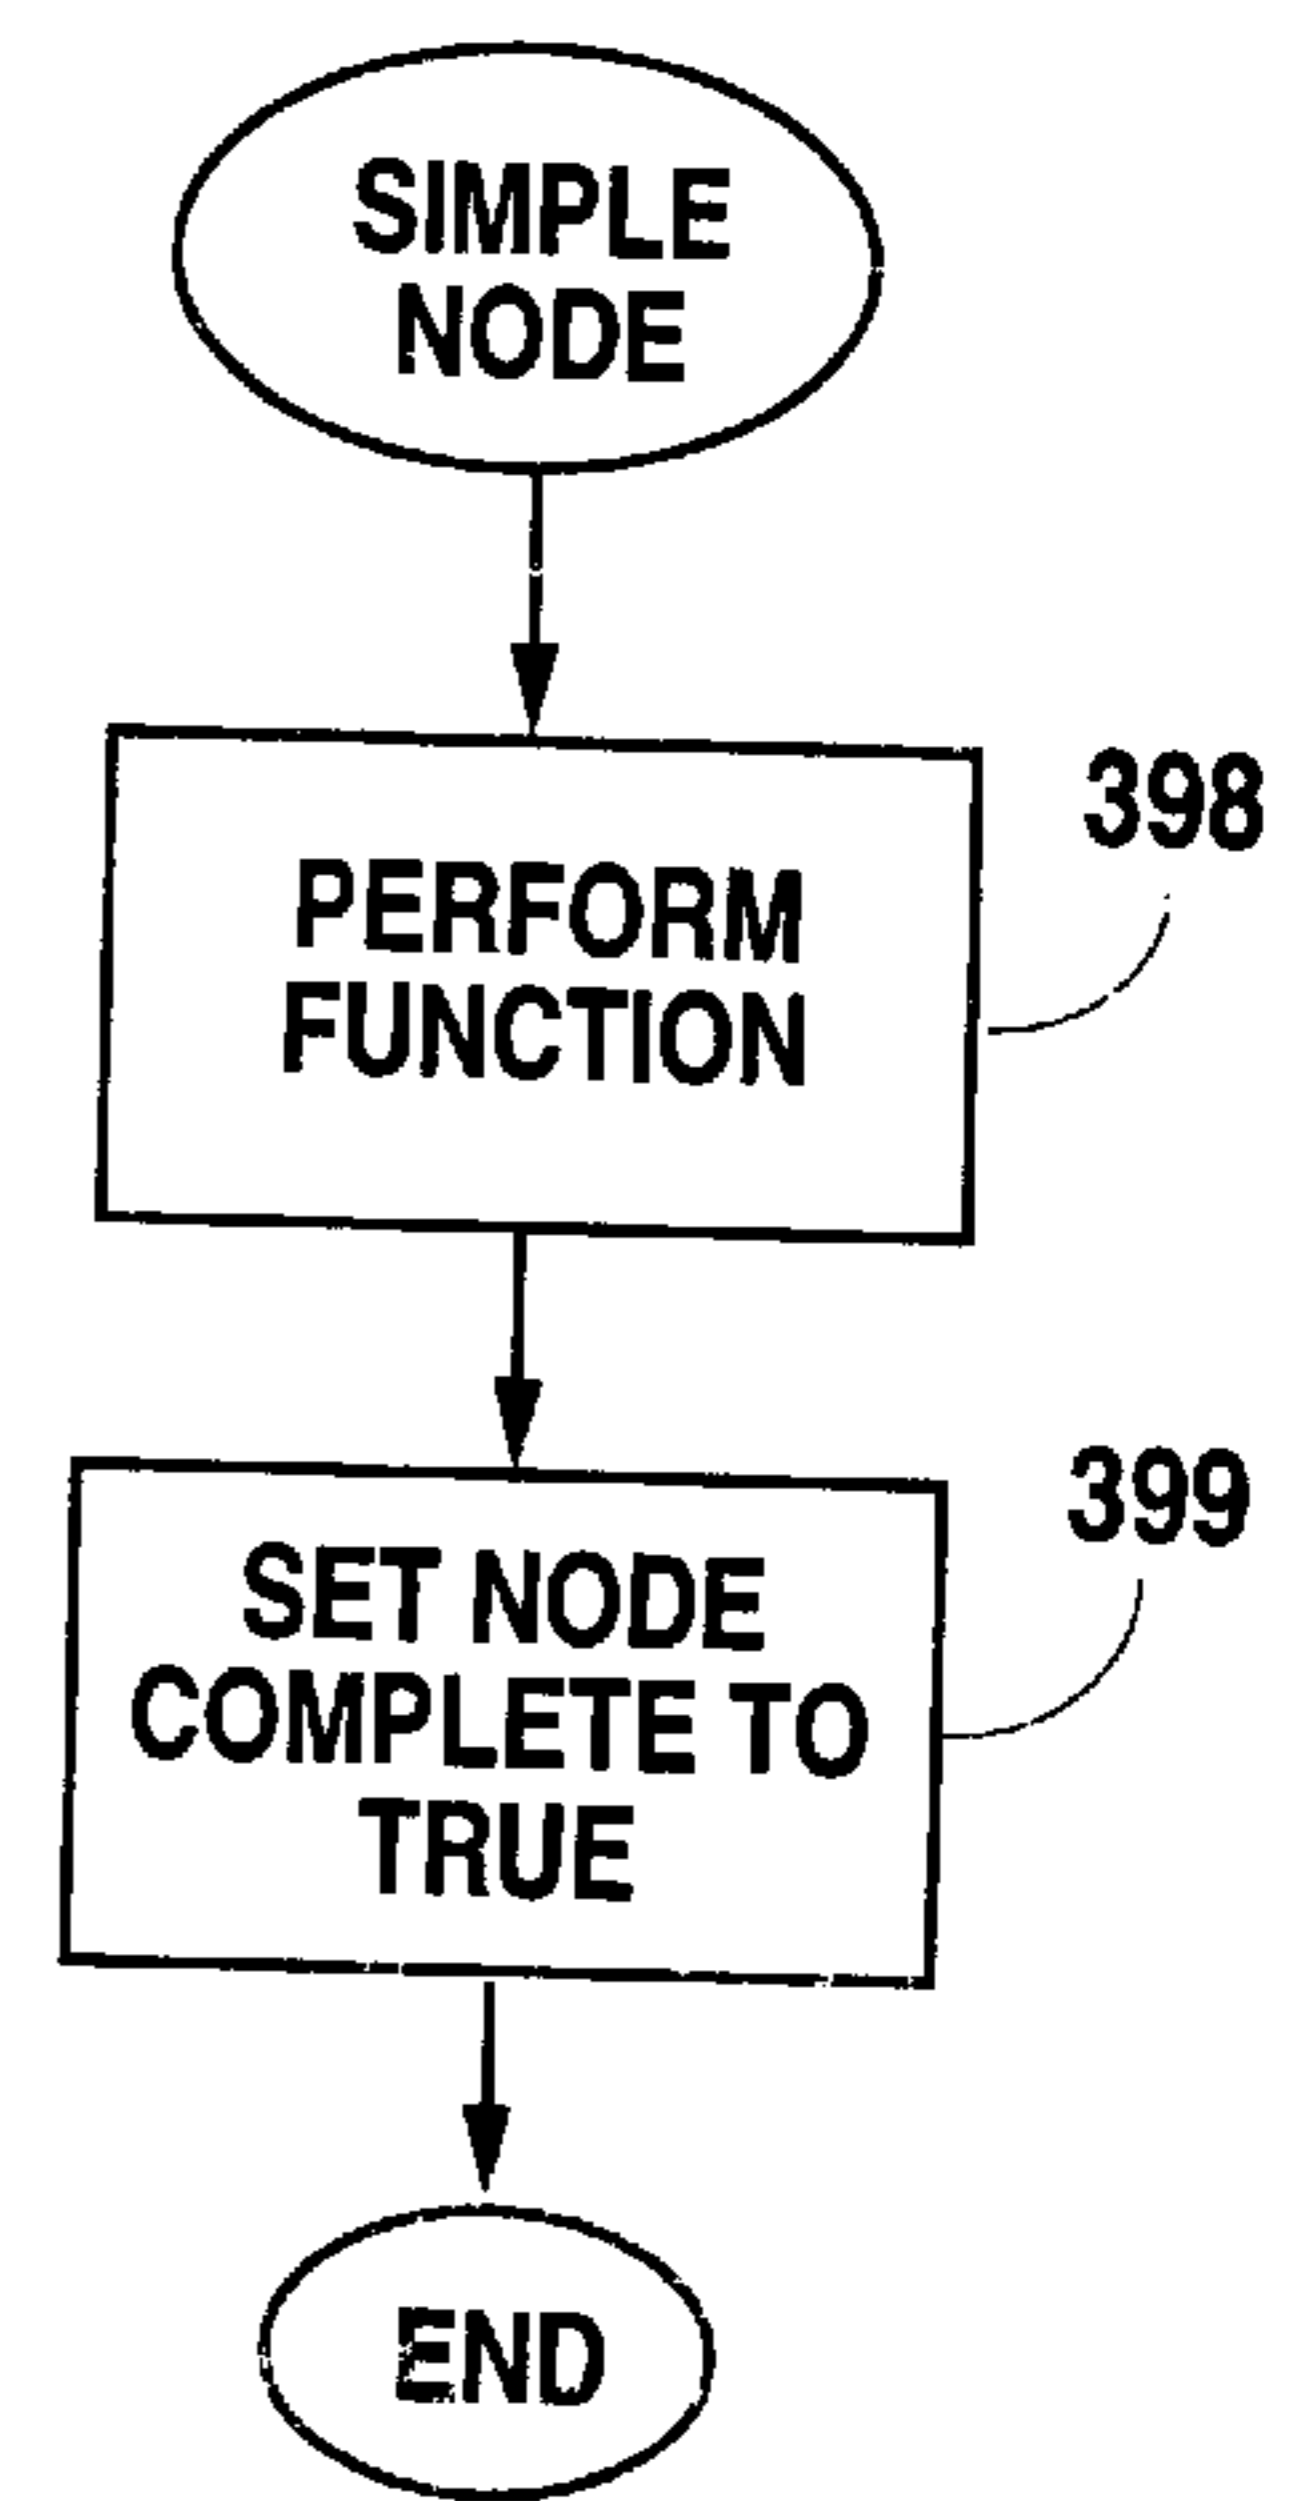 SIMPLE
NODE
398
PERFORM
FUNCTION
399
SET NODE
COMPLETE TO
TRUE
END